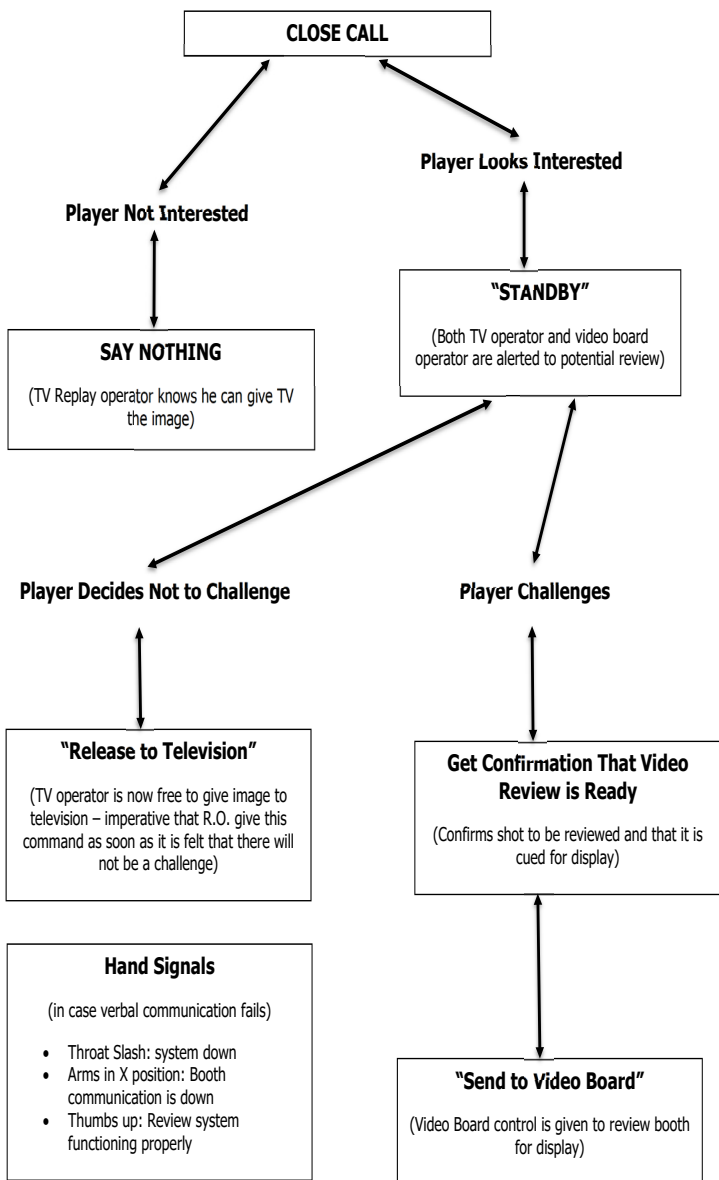 CLOSE CALL
Player Looks Interested
Player Not Interested
“STANDBY”
(Both TV operator and video board
operator are alerted to potential review)
SAY NOTHING
(TV Replay operator knows he can give TV
the image)
Player Decides Not to Challenge
Player Challenges
“Release to Television”
(TV operator is now free to give image to
television – imperative that R.O. give this
command as soon as it is felt that there will
not be a challenge)
Get Confirmation That Video
Review is Ready
(Confirms shot to be reviewed and that it is
cued for display)
Hand Signals
(in case verbal communication fails)
• Throat Slash: system down
• Arms in X position: Booth
communication is down
• Thumbs up: Review system
functioning properly
“Send to Video Board”
(Video Board control is given to review booth
for display)